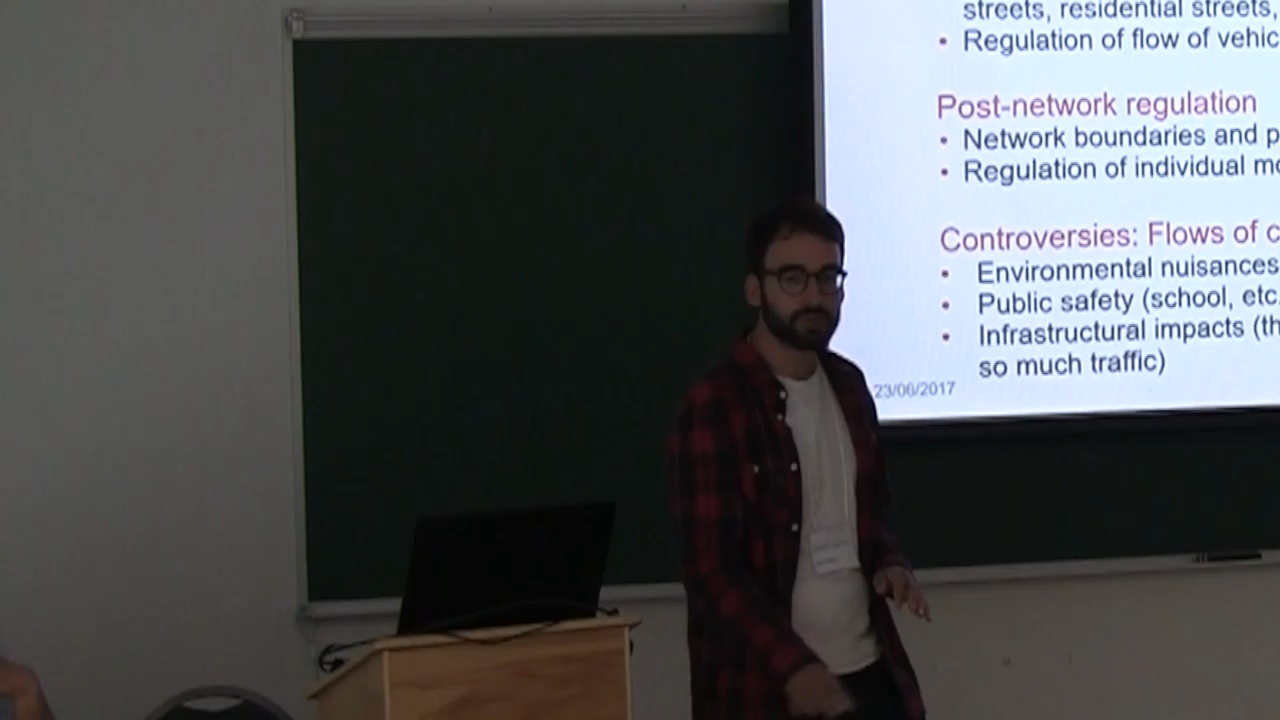 streets, residential streets,
• Regulation of flow of vehic
Post-network regulation
• Network boundaries and p
• Regulation of individual mo
Controversies: Flows of c
• Environmental nuisances
• Public safety (school, etc.
• Infrastructural impacts (th
so much traffic)
23/06/2017